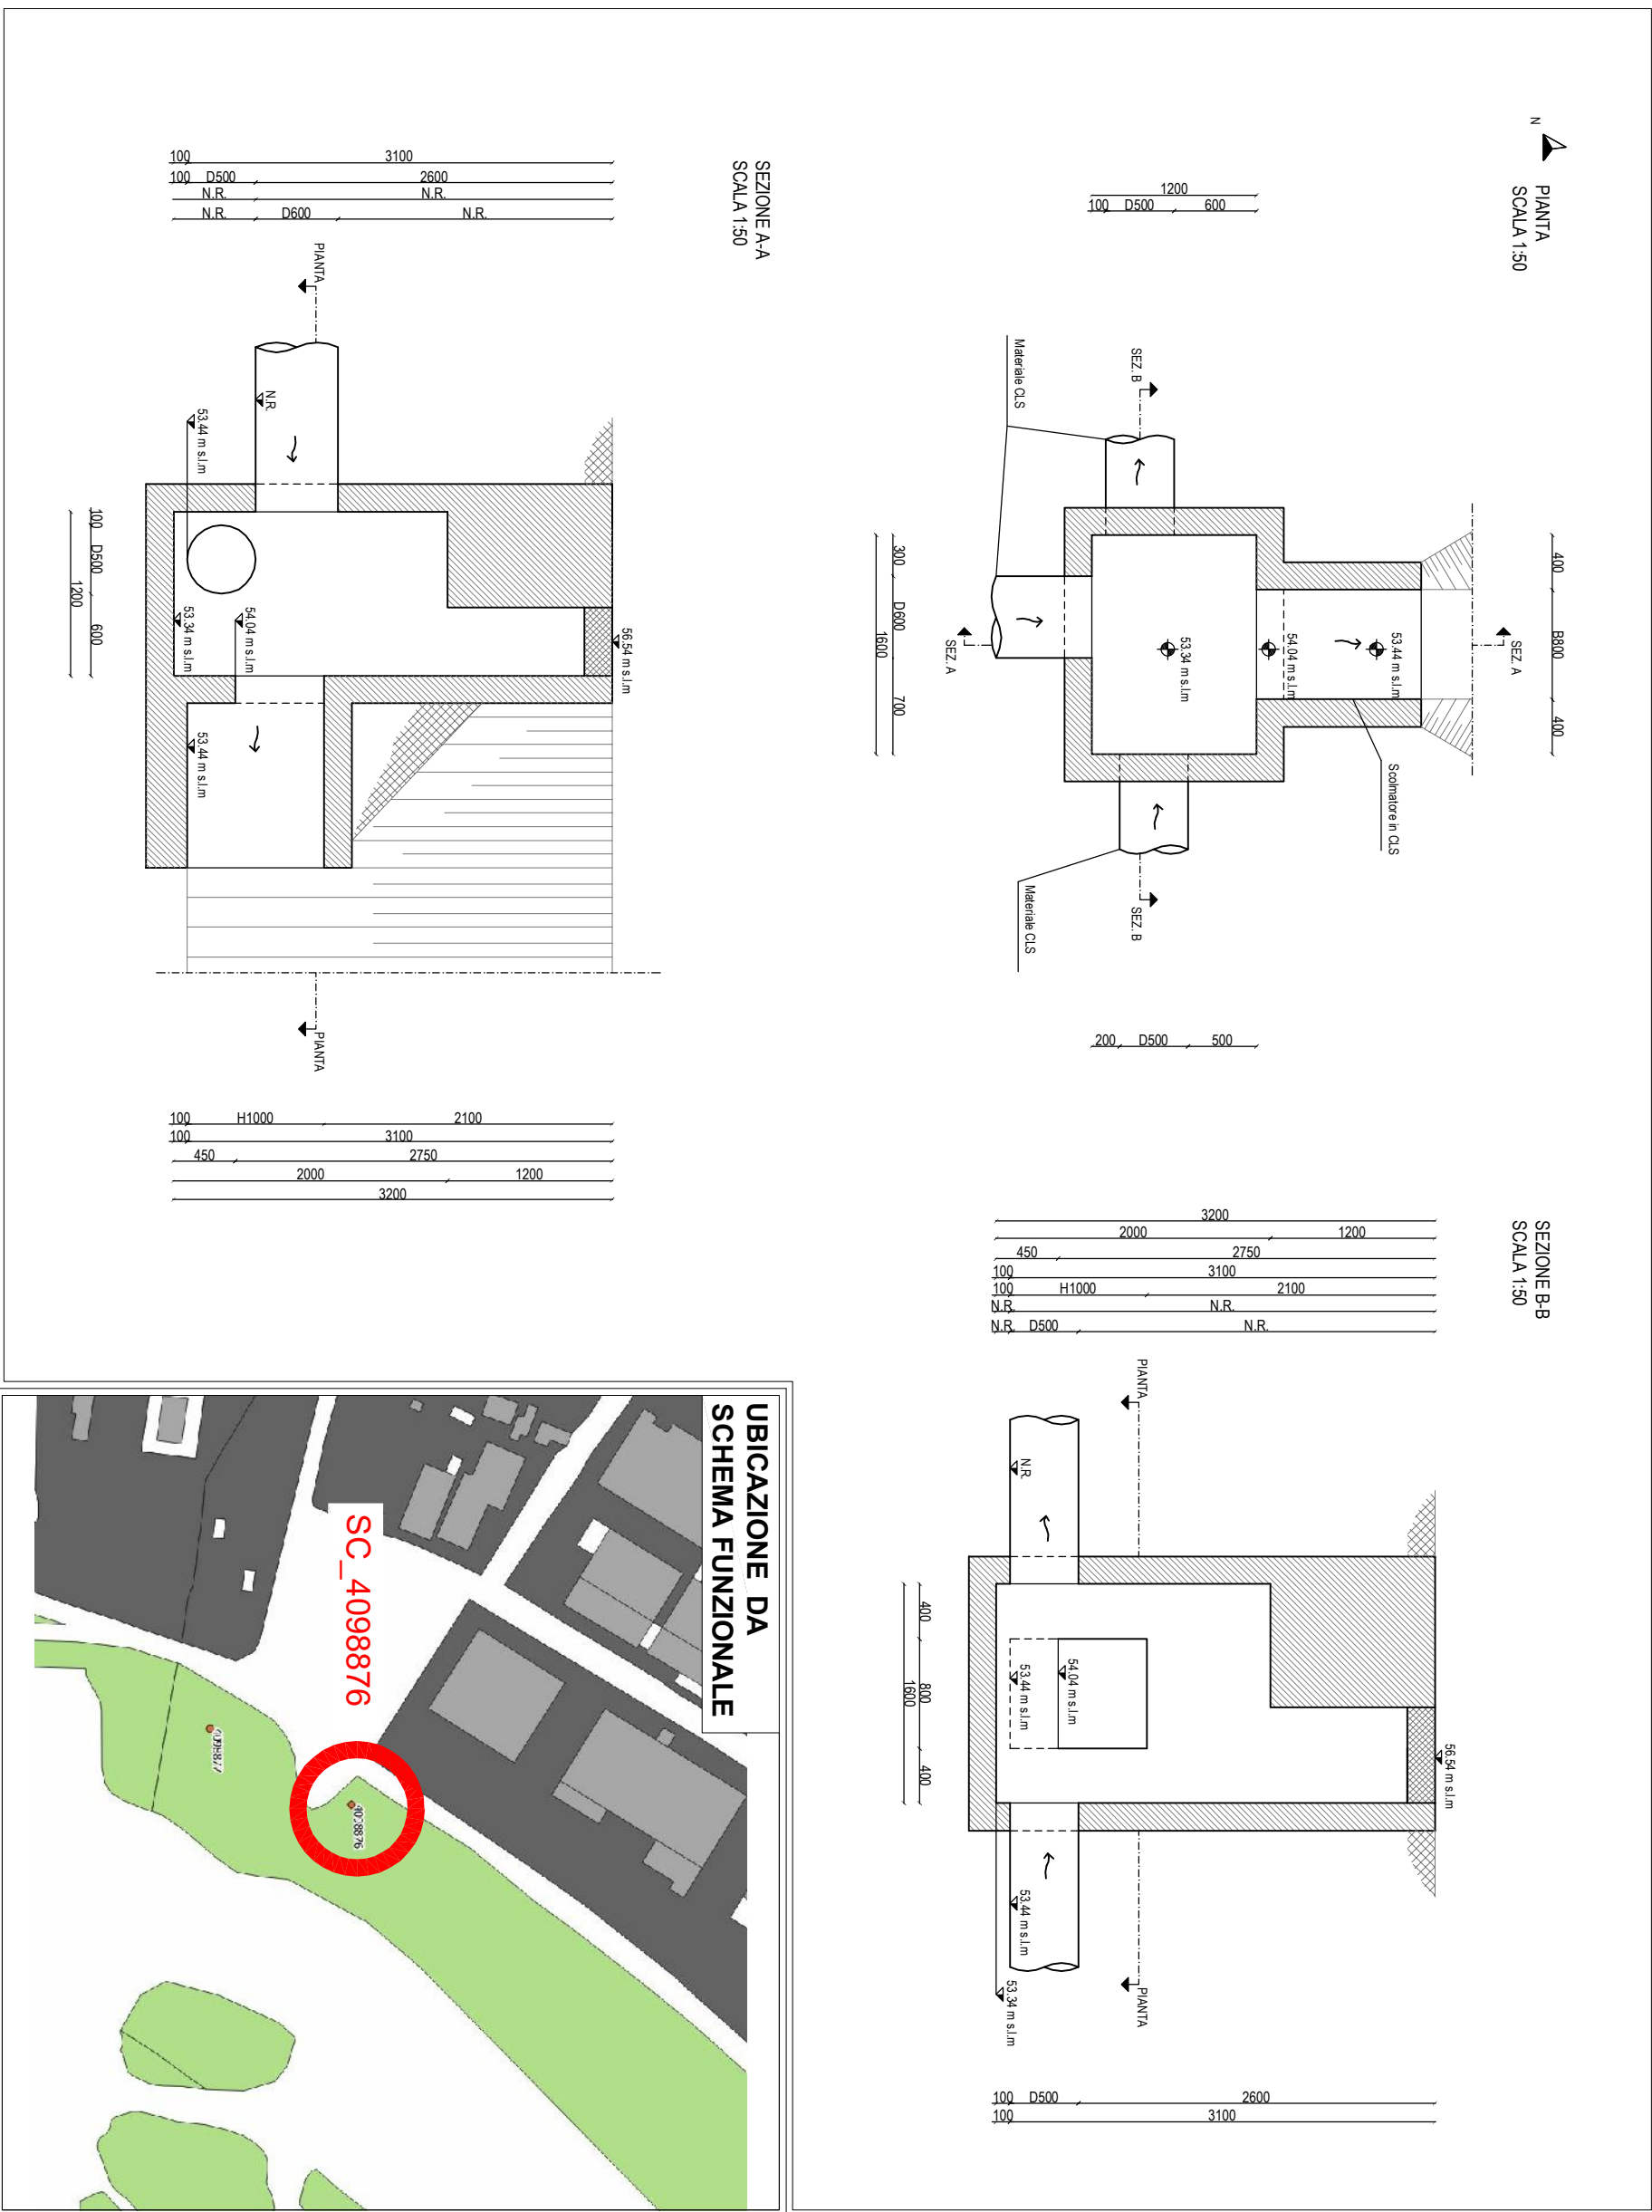 N
PIANTA
SCALA 1:50
400
B800
400
SEZ. A
53.44 m s.l.m
54.04 m s.l.m
53.34 m s.l.m
Scolmatore in CLS
1200
100
D500
600
SEZ. B
SEZ. B
Materiale CLS
Materiale CLS
SEZ. A
300
D600
700
1600
200
D500
500
SEZIONE A-A
SCALA 1:50
3100
100
2600
D500
100
N.R.
N.R.
N.R.
D600
N.R.
56.54 m s.l.m
PIANTA
PIANTA
N.R.
53.44 m s.l.m
54.04 m s.l.m
53.34 m s.l.m
53.44 m s.l.m
100
D500
600
1200
2100
H1000
100
3100
100
2750
450
1200
2000
3200
SEZIONE B-B
SCALA 1:50
3200
1200
2000
2750
450
3100
100
2100
H1000
100
N.R.
N.R.
N.R.
D500
N.R.
56.54 m s.l.m
PIANTA
PIANTA
54.04 m s.l.m
53.44 m s.l.m
N.R.
53.44 m s.l.m
53.34 m s.l.m
400
800
400
1600
2600
D500
100
3100
100
UBICAZIONE DA
SCHEMA FUNZIONALE
SC_4098876
4098876
4098877